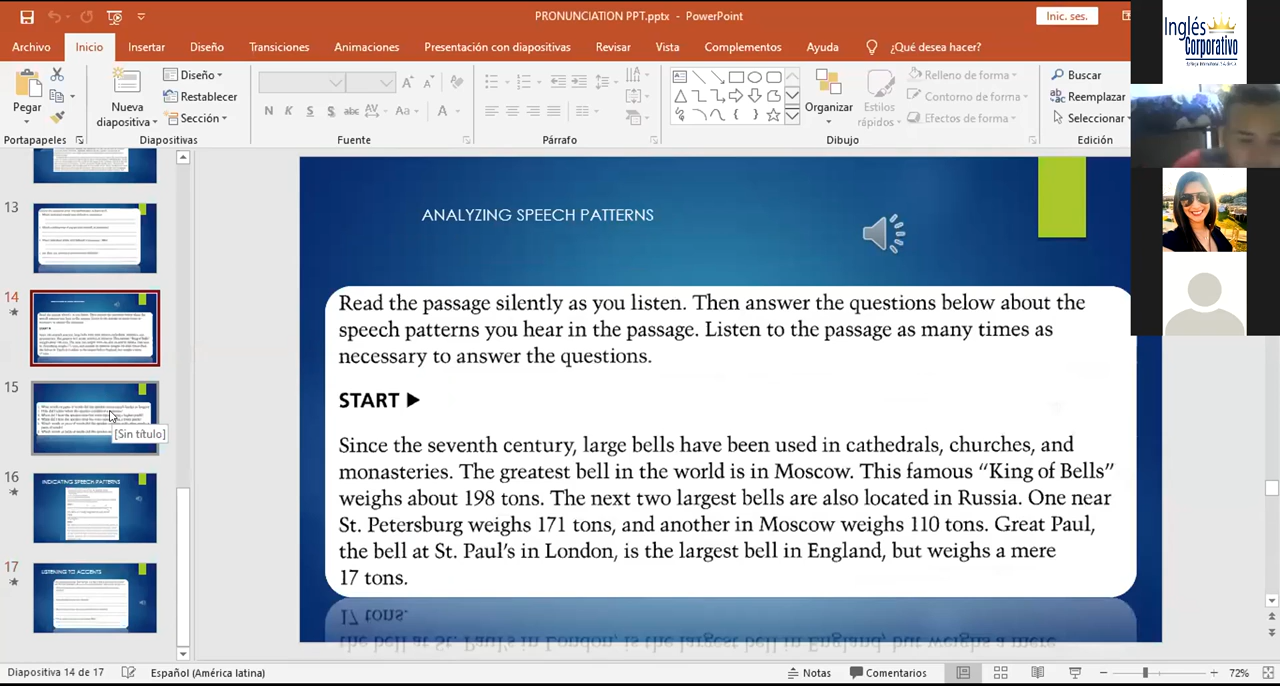 PRONUNCIATION PPT.pptx - PowerPoint
Inic. ses.
Archivo Inicio Insertar Diseño Transiciones Animaciones Presentación con diapositivas Revisar Vista Complementos Ayuda ¿Qué desea hacer?
Pegar
Nueva diapositiva
Diseño
Restablecer
Sección
N K S S abc AV Aa A
Organizar
Estilos rápidos
Relleno de forma
Contorno de forma
Efectos de forma
Buscar
Reemplazar
Seleccionar
Portapapeles Diapositivas Fuente Párrafo Dibujo Edición
Inglés
Corporativo
13
14
15
[Sin título]
16
INDICATING SPEECH PATTERNS
17
LISTENING TO ACCENTS
ANALYZING SPEECH PATTERNS
Read the passage silently as you listen. Then answer the questions below about the
speech patterns you hear in the passage. Listen to the passage as many times as
necessary to answer the questions.
START
Since the seventh century, large bells have been used in cathedrals, churches, and
monasteries. The greatest bell in the world is in Moscow. This famous “King of Bells”
weighs about 198 tons. The next two largest bells are also located in Russia. One near
St. Petersburg weighs 171 tons, and another in Moscow weighs 110 tons. Great Paul,
the bell at St. Paul’s in London, is the largest bell in England, but weighs a mere
17 tons.
Diapositiva 14 de 17 Español (América latina) Notas Comentarios 72%